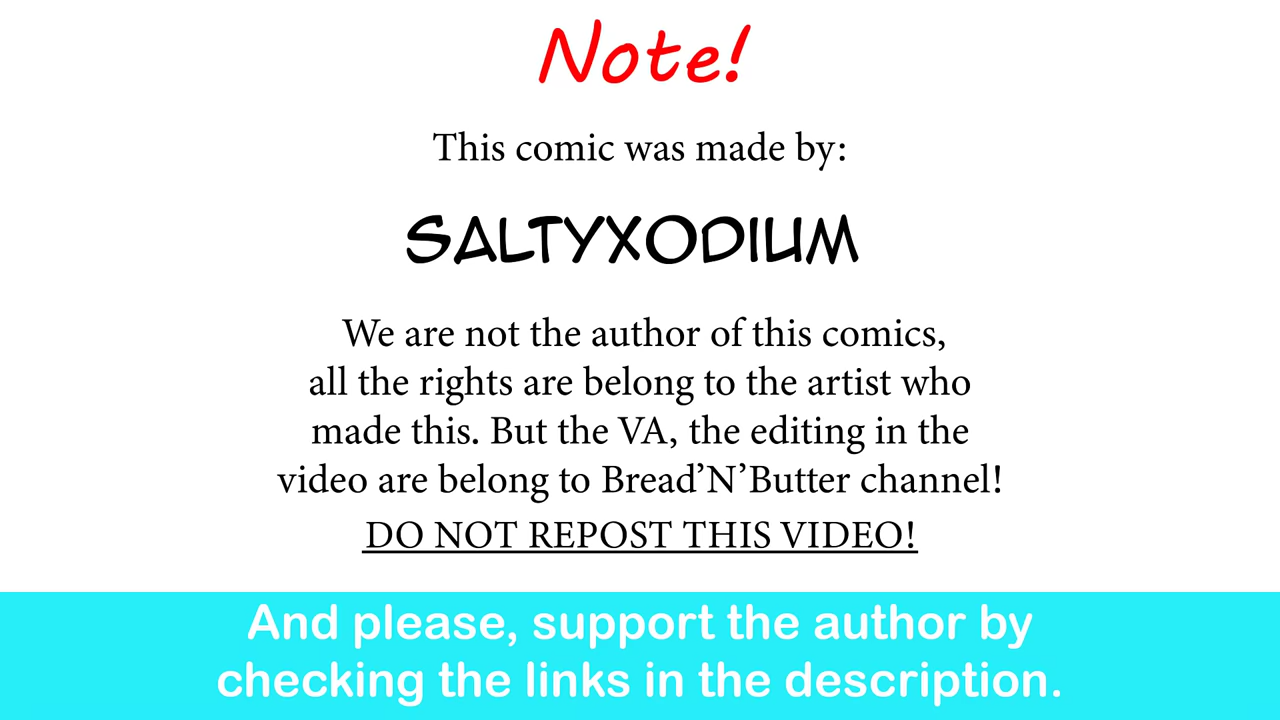 Note!
This comic was made by:
SALTYXODIUM
We are not the author of this comics,
all the rights are belong to the artist who
made this. But the VA, the editing in the
video are belong to Bread’N’Butter channel!
DO NOT REPOST THIS VIDEO!
And please, support the author by
checking the links in the description.